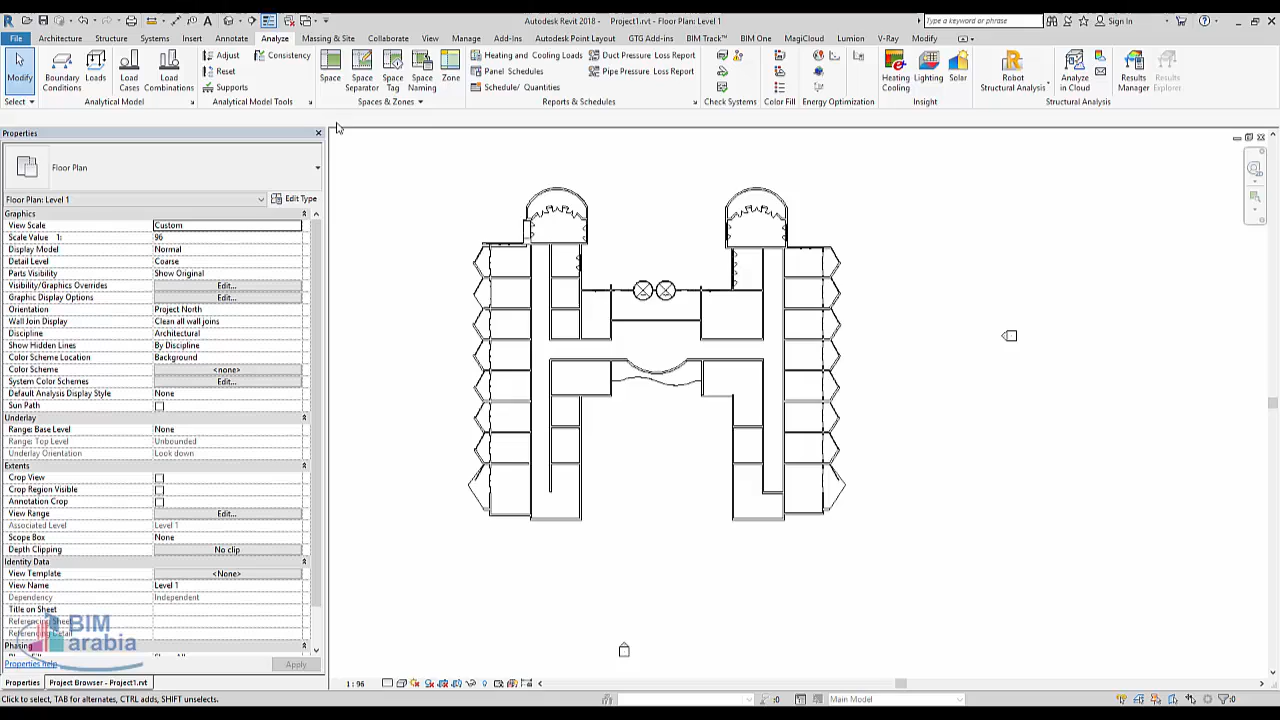 Autodesk Revit 2018 - Project1.rvt - Floor Plan: Level 1
Type a keyword or phrase
Sign In
File Architecture Structure Systems Insert Annotate Analyze Massing & Site Collaborate View Manage Add-Ins Autodesk Point Layout GTG Add-ins BIM Track™ BIM One MagiCloud Lumion V-Ray Modify
Modify
Boundary Conditions
Loads
Load Cases
Load Combinations
Adjust
Reset
Supports
Consistency
Space
Space Separator
Space Tag
Space Naming
Zone
Heating and Cooling Loads
Panel Schedules
Schedule/ Quantities
Duct Pressure Loss Report
Pipe Pressure Loss Report
Heating Cooling
Lighting
Solar
Robot Structural Analysis
Analyze in Cloud
Results Manager
Results Explorer
Select
Analytical Model
Analytical Model Tools
Spaces & Zones
Reports & Schedules
Check Systems
Color Fill
Energy Optimization
Insight
Structural Analysis
Properties
Floor Plan
Floor Plan: Level 1
Edit Type
Graphics
View Scale Custom
Scale Value 1: 96
Display Model Normal
Detail Level Coarse
Parts Visibility Show Original
Visibility/Graphics Overrides Edit...
Graphic Display Options Edit...
Orientation Project North
Wall Join Display Clean all wall joins
Discipline Architectural
Show Hidden Lines By Discipline
Color Scheme Location Background
Color Scheme <none>
System Color Schemes Edit...
Default Analysis Display Style None
Sun Path
Underlay
Range: Base Level None
Range: Top Level Unbounded
Underlay Orientation Look down
Extents
Crop View
Crop Region Visible
Annotation Crop
View Range Edit...
Associated Level Level 1
Scope Box None
Depth Clipping No clip
Identity Data
View Template <None>
View Name Level 1
Dependency Independent
Title on Sheet
Referencing Sheet
Referencing Detail
Phasing
BIM
arabia
Properties help
Apply
Properties Project Browser - Project1.rvt
1 : 96
Click to select, TAB for alternates, CTRL adds, SHIFT unselects.
:0
Main Model
:0